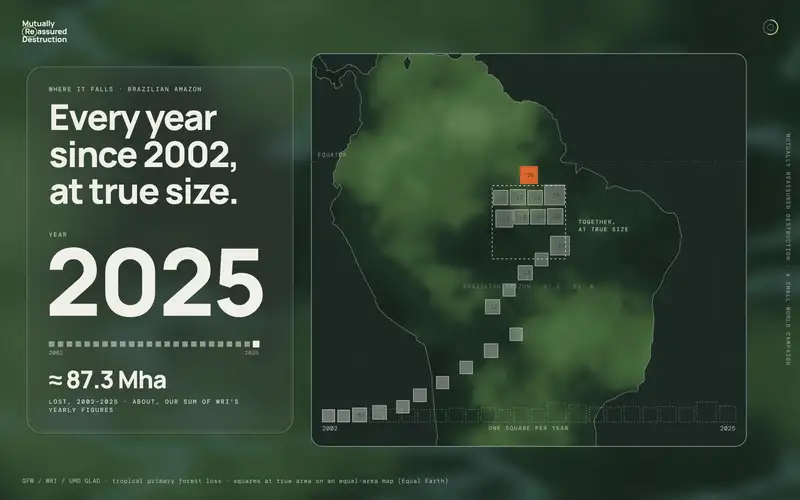 Mutually
(Re)assured
Destruction
WHERE IT FALLS · BRAZILIAN AMAZON
Every year
since 2002,
at true size.
YEAR
2025
2002
2025
≈ 87.3 Mha
LOST, 2002–2025 · ABOUT, OUR SUM OF WRI'S
YEARLY FIGURES
EQUATOR
TOGETHER,
AT TRUE SIZE
BRAZILIAN AMAZON
2002
ONE SQUARE PER YEAR
2025
MUTUALLY REASSURED DESTRUCTION · A SMALL WORLD CAMPAIGN
GFW / WRI / UMD GLAD · tropical primary forest loss · squares at true area on an equal-area map (Equal Earth)